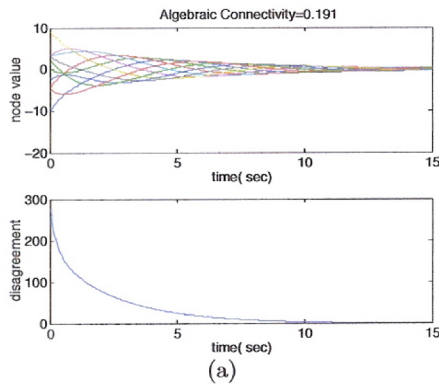 Algebraic Connectivity=0.191
10
0
-10
-20
node value
0
5
10
15
time( sec)
300
200
100
0
disagreement
0
5
10
15
time( sec)
(a)